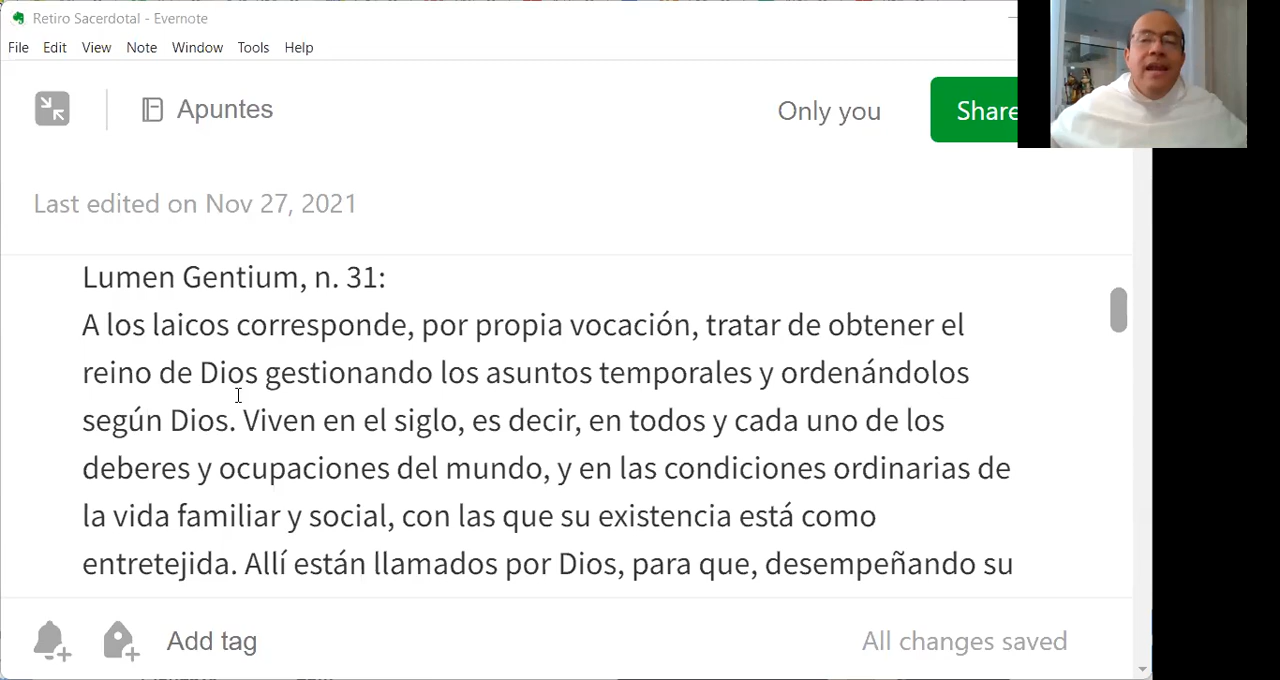 Retiro Sacerdotal - Evernote
File Edit View Note Window Tools Help
Apuntes
Only you
Share
Last edited on Nov 27, 2021
Lumen Gentium, n. 31:
A los laicos corresponde, por propia vocación, tratar de obtener el
reino de Dios gestionando los asuntos temporales y ordenándolos
según Dios. Viven en el siglo, es decir, en todos y cada uno de los
deberes y ocupaciones del mundo, y en las condiciones ordinarias de
la vida familiar y social, con las que su existencia está como
entretejida. Allí están llamados por Dios, para que, desempeñando su
Add tag
All changes saved